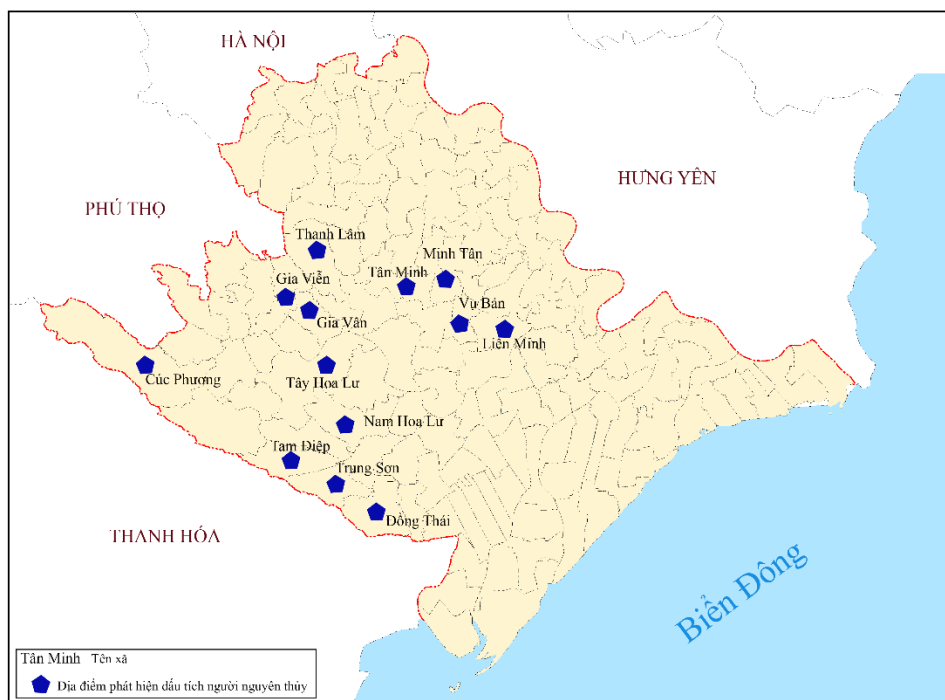 HÀ NỘI
HƯNG YÊN
PHÚ THỌ
Thanh Lâm
Minh Tân
Tân Minh
Gia Viễn
Vụ Bản
Gia Vân
Liên Minh
Cúc Phương
Tây Hoa Lư
Nam Hoa Lư
Tam Điệp
Trung Sơn
Đồng Thái
THANH HÓA
Biển Đông
Tân Minh Tên xã
Địa điểm phát hiện dấu tích người nguyên thủy